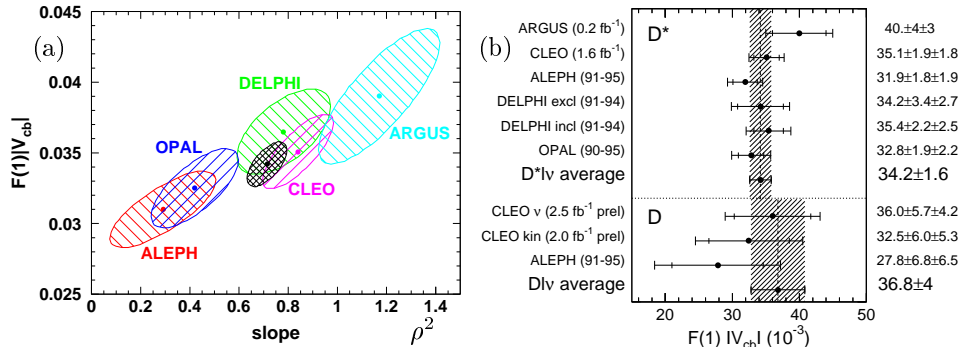 (a)
F(1)|Vcb|
0.045
0.04
0.035
0.03
0.025
0 0.2 0.4 0.6 0.8 1 1.2 1.4
slope ρ²
DELPHI
ARGUS
OPAL
CLEO
ALEPH
(b)
D*
ARGUS (0.2 fb⁻¹) 40.±4±3
CLEO (1.6 fb⁻¹) 35.1±1.9±1.8
ALEPH (91-95) 31.9±1.8±1.9
DELPHI excl (91-94) 34.2±3.4±2.7
DELPHI incl (91-94) 35.4±2.2±2.5
OPAL (90-95) 32.8±1.9±2.2
D*lν average 34.2±1.6
D
CLEO ν (2.5 fb⁻¹ prel) 36.0±5.7±4.2
CLEO kin (2.0 fb⁻¹ prel) 32.5±6.0±5.3
ALEPH (91-95) 27.8±6.8±6.5
Dlν average 36.8±4
20 30 40 50
F(1) |Vcb| (10⁻³)